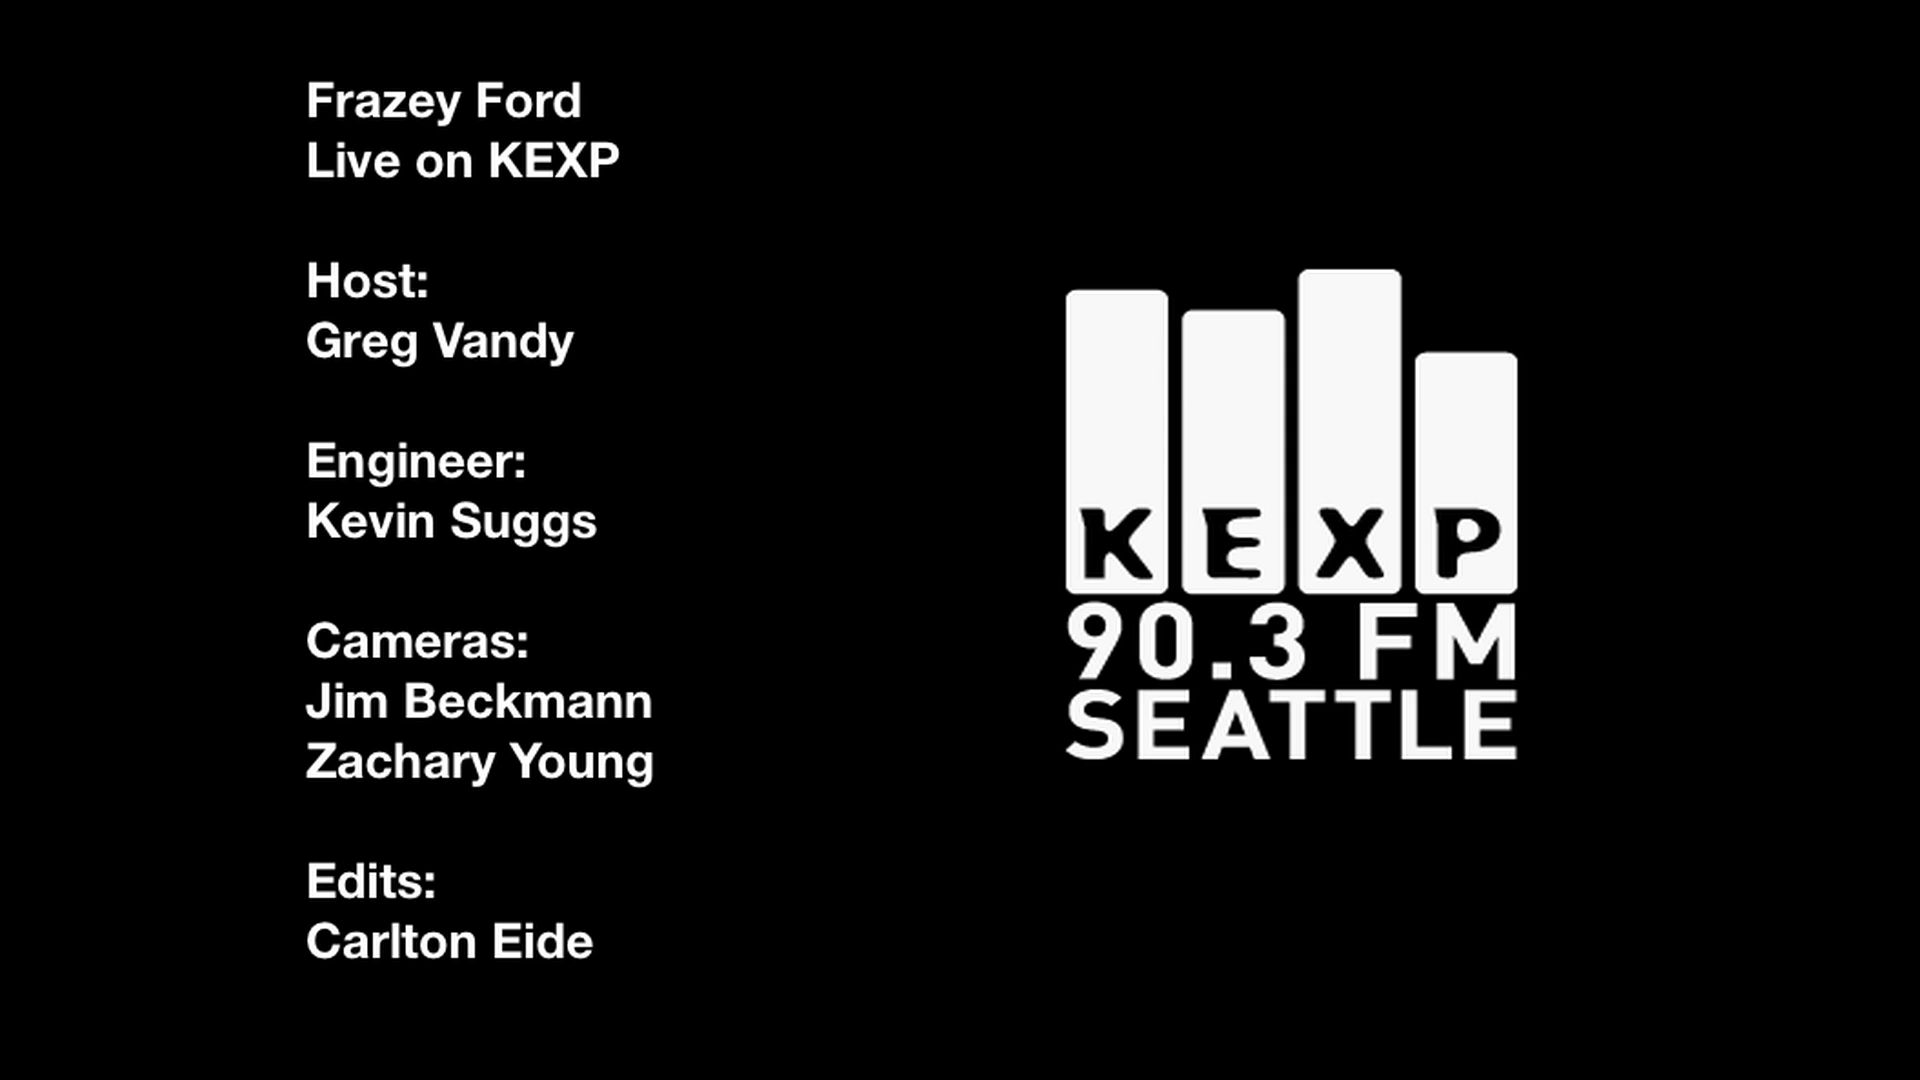 Frazey Ford
Live on KEXP
Host:
Greg Vandy
Engineer:
Kevin Suggs
Cameras:
Jim Beckmann
Zachary Young
Edits:
Carlton Eide
KEXP
90.3 FM
SEATTLE